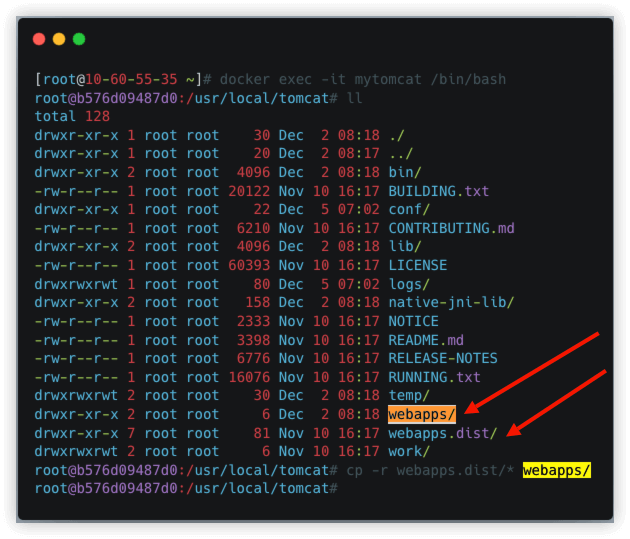 [root@10-60-55-35 ~]# docker exec -it mytomcat /bin/bash
root@b576d09487d0:/usr/local/tomcat# ll
total 128
drwxr-xr-x 1 root root    30 Dec  2 08:18 ./
drwxr-xr-x 1 root root    20 Dec  2 08:17 ../
drwxr-xr-x 2 root root  4096 Dec  2 08:18 bin/
-rw-r--r-- 1 root root 20122 Nov 10 16:17 BUILDING.txt
drwxr-xr-x 1 root root    22 Dec  5 07:02 conf/
-rw-r--r-- 1 root root  6210 Nov 10 16:17 CONTRIBUTING.md
drwxr-xr-x 2 root root  4096 Dec  2 08:18 lib/
-rw-r--r-- 1 root root 60393 Nov 10 16:17 LICENSE
drwxrwxrwt 1 root root    80 Dec  5 07:02 logs/
drwxr-xr-x 2 root root   158 Dec  2 08:18 native-jni-lib/
-rw-r--r-- 1 root root  2333 Nov 10 16:17 NOTICE
-rw-r--r-- 1 root root  3398 Nov 10 16:17 README.md
-rw-r--r-- 1 root root  6776 Nov 10 16:17 RELEASE-NOTES
-rw-r--r-- 1 root root 16076 Nov 10 16:17 RUNNING.txt
drwxrwxrwt 2 root root    30 Dec  2 08:18 temp/
drwxr-xr-x 2 root root     6 Dec  2 08:18 webapps/
drwxr-xr-x 7 root root    81 Nov 10 16:17 webapps.dist/
drwxrwxrwt 2 root root     6 Nov 10 16:17 work/
root@b576d09487d0:/usr/local/tomcat# cp -r webapps.dist/* webapps/
root@b576d09487d0:/usr/local/tomcat#